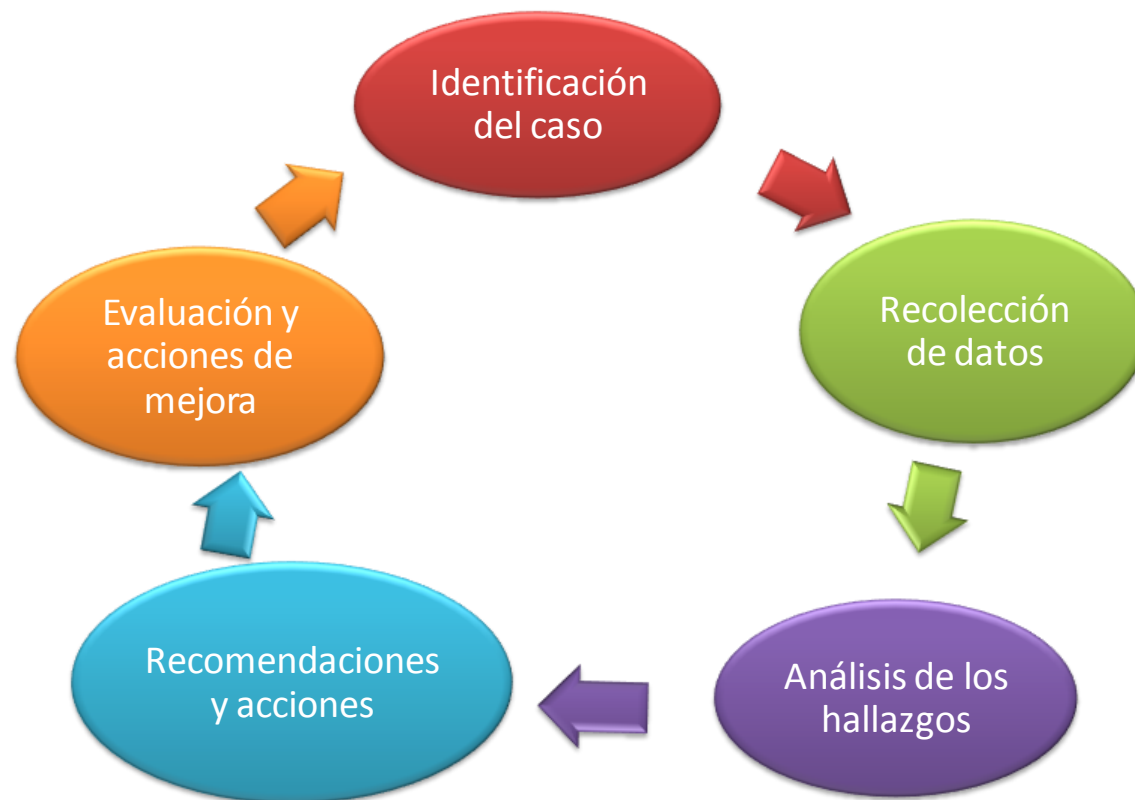 Identificación
del caso
Recolección
de datos
Análisis de los
hallazgos
Recomendaciones
y acciones
Evaluación y
acciones de
mejora